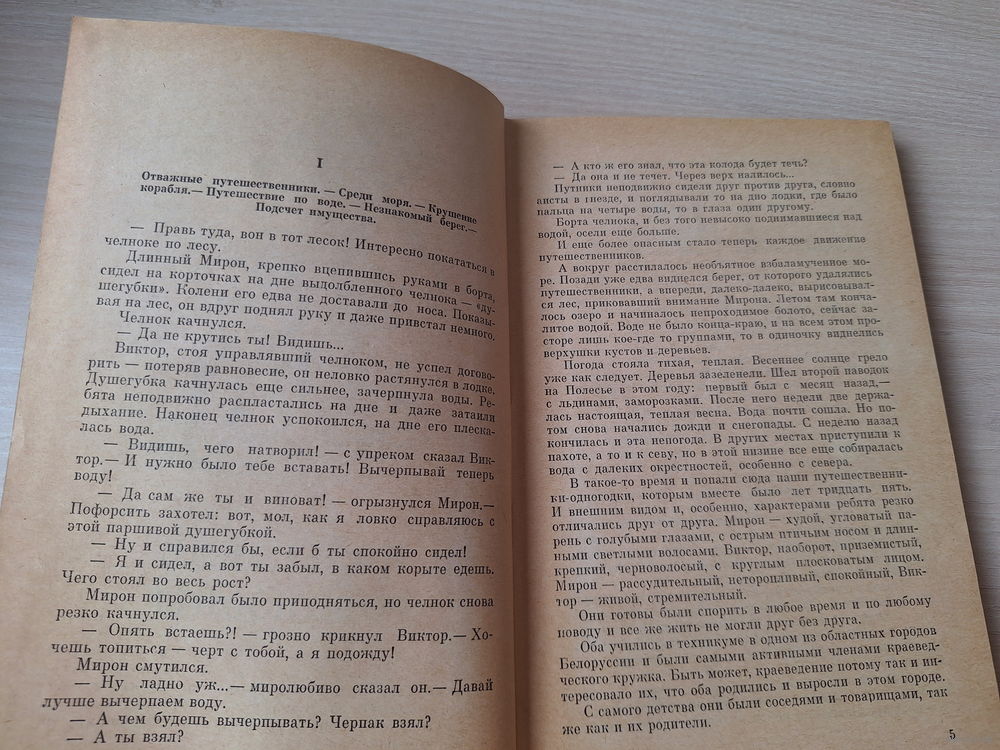 I
Отважные путешественники. — Среди моря. — Крушение
корабля.— Путешествие по воде. — Незнакомый берег.—
Подсчет имущества.
— Правь туда, вон в тот лесок! Интересно покататься в
челноке по лесу.
Длинный Мирон, крепко вцепившись руками в борта,
сидел на корточках на дне выдолбленного челнока — «ду-
шегубки». Колени его едва не доставали до носа. Показы-
вая на лес, он вдруг поднял руку и даже привстал немного.
Челнок качнулся.
— Да не крутись ты! Видишь...
Виктор, стоя управлявший челноком, не успел догово-
рить — потеряв равновесие, он неловко растянулся в лодке.
Душегубка качнулась еще сильнее, зачерпнула воды. Ре-
бята неподвижно распластались на дне и даже затаили
дыхание. Наконец челнок успокоился, на дне его плеска-
лась вода.
— Видишь, чего натворил! — с упреком сказал Вик-
тор.— И нужно было тебе вставать! Вычерпывай теперь
воду!
— Да сам же ты и виноват! — огрызнулся Мирон.—
Пофорсить захотел: вот, мол, как я ловко справляюсь с
этой паршивой душегубкой.
— Ну и справился бы, если б ты спокойно сидел!
— Я и сидел, а вот ты забыл, в каком корыте едешь.
Чего стоял во весь рост?
Мирон попробовал было приподняться, но челнок снова
резко качнулся.
— Опять встаешь?! — грозно крикнул Виктор.— Хо-
чешь топиться — черт с тобой, а я подожду!
Мирон смутился.
— Ну ладно уж...— миролюбиво сказал он.— Давай
лучше вычерпаем воду.
— А чем будешь вычерпывать? Черпак взял?
— А ты взял?
— А кто ж его знал, что эта колода будет течь?
— Да она и не течет. Через верх налилось...
Путники неподвижно сидели друг против друга, словно
аисты в гнезде, и поглядывали то на дно лодки, где было
пальца на четыре воды, то в глаза один другому.
Борта челнока, и без того невысоко поднимавшиеся над
водой, осели еще больше.
И еще более опасным стало теперь каждое движение
путешественников.
А вокруг расстилалось необъятное взбаламученное мо-
ре. Позади уже едва виднелся берег, от которого удалялись
путешественники, а впереди, далеко-далеко, вырисовывал-
ся лес, приковавший внимание Мирона. Летом там конча-
лось озеро и начиналось непроходимое болото, сейчас за-
литое водой. Воде не было конца-краю, и на всем этом про-
сторе лишь кое-где то группами, то в одиночку виднелись
верхушки кустов и деревьев.
Погода стояла тихая, теплая. Весеннее солнце грело
уже как следует. Деревья зазеленели. Шел второй наводок
на Полесье в этом году: первый был с месяц назад,—
с льдинами, заморозками. После него недели две держа-
лась настоящая, теплая весна. Вода почти сошла. Но по-
том снова начались дожди и снегопады. С неделю назад
кончилась и эта непогода. В других местах приступили к
пахоте, а то и к севу, но в этой низине все еще собиралась
вода с далеких окрестностей, особенно с севера.
В такое-то время и попали сюда наши путешественни-
ки-одногодки, которым вместе было лет тридцать пять.
И внешним видом и, особенно, характерами ребята резко
отличались друг от друга. Мирон — худой, угловатый па-
рень с голубыми глазами, с острым птичьим носом и длин-
ными светлыми волосами. Виктор, наоборот, приземистый,
крепкий, черноволосый, с круглым плосковатым лицом.
Мирон — рассудительный, неторопливый, спокойный, Вик-
тор — живой, стремительный.
Они готовы были спорить в любое время и по любому
поводу и все же жить не могли друг без друга.
Оба учились в техникуме в одном из областных городов
Белоруссии и были самыми активными членами краевед-
ческого кружка. Быть может, краеведение потому так и ин-
тересовало их, что оба родились и выросли в этом городе.
С самого детства они были соседями и товарищами, так
же как и их родители.
5